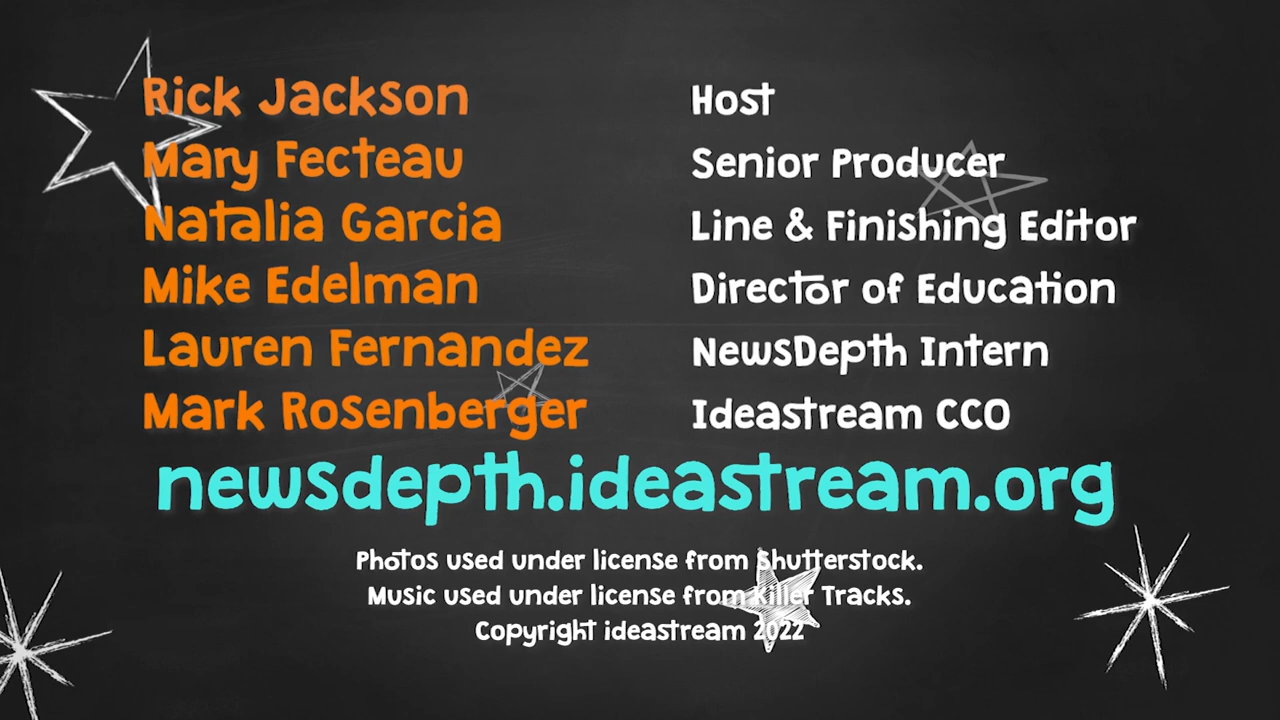 Rick Jackson Host
Mary Fecteau Senior Producer
Natalia Garcia Line & Finishing Editor
Mike Edelman Director of Education
Lauren Fernandez NewsDepth Intern
Mark Rosenberger Ideastream CCO
newsdepth.ideastream.org
Photos used under license from Shutterstock.
Music used under license from Killer Tracks.
Copyright ideastream 2022